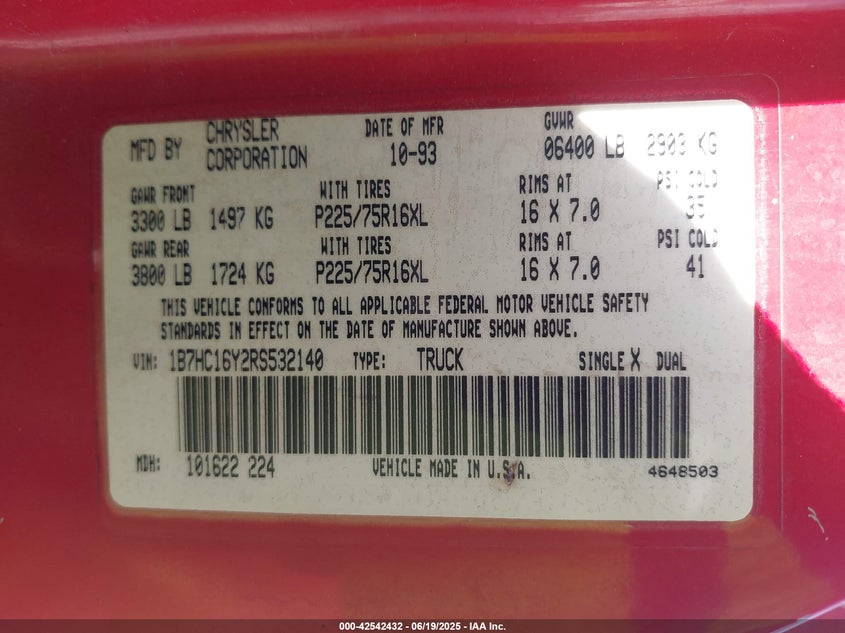 MFD BY CHRYSLER CORPORATION DATE OF MFR 10-93 GVWR 06400 LB 2903 KG
GAWR FRONT WITH TIRES RIMS AT PSI COLD
3300 LB 1497 KG P225/75R16XL 16 X 7.0 35
GAWR REAR WITH TIRES RIMS AT PSI COLD
3800 LB 1724 KG P225/75R16XL 16 X 7.0 41
THIS VEHICLE CONFORMS TO ALL APPLICABLE FEDERAL MOTOR VEHICLE SAFETY
STANDARDS IN EFFECT ON THE DATE OF MANUFACTURE SHOWN ABOVE.
VIN: 1B7HC16Y2RS532140 TYPE: TRUCK SINGLE X DUAL
MDH: 101622 224 VEHICLE MADE IN U.S.A. 4648503
000-42542432 - 06/19/2025 - IAA Inc.